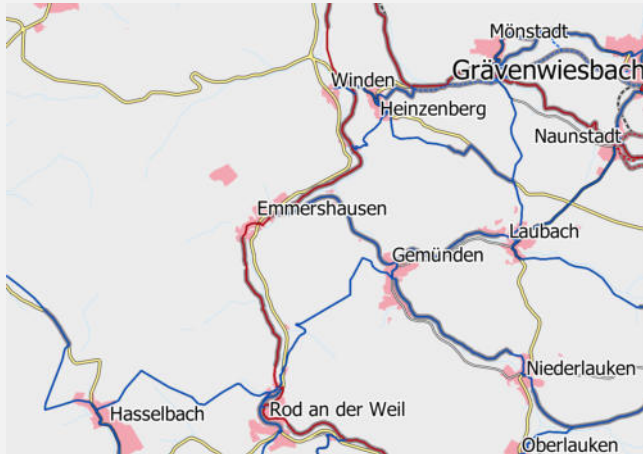 Mönstadt
Grävenwiesbach
Winden
Heinzenberg
Naunstadt
Emmershausen
Laubach
Gemünden
Niederlauken
Hasselbach
Rod an der Weil
Oberlauken